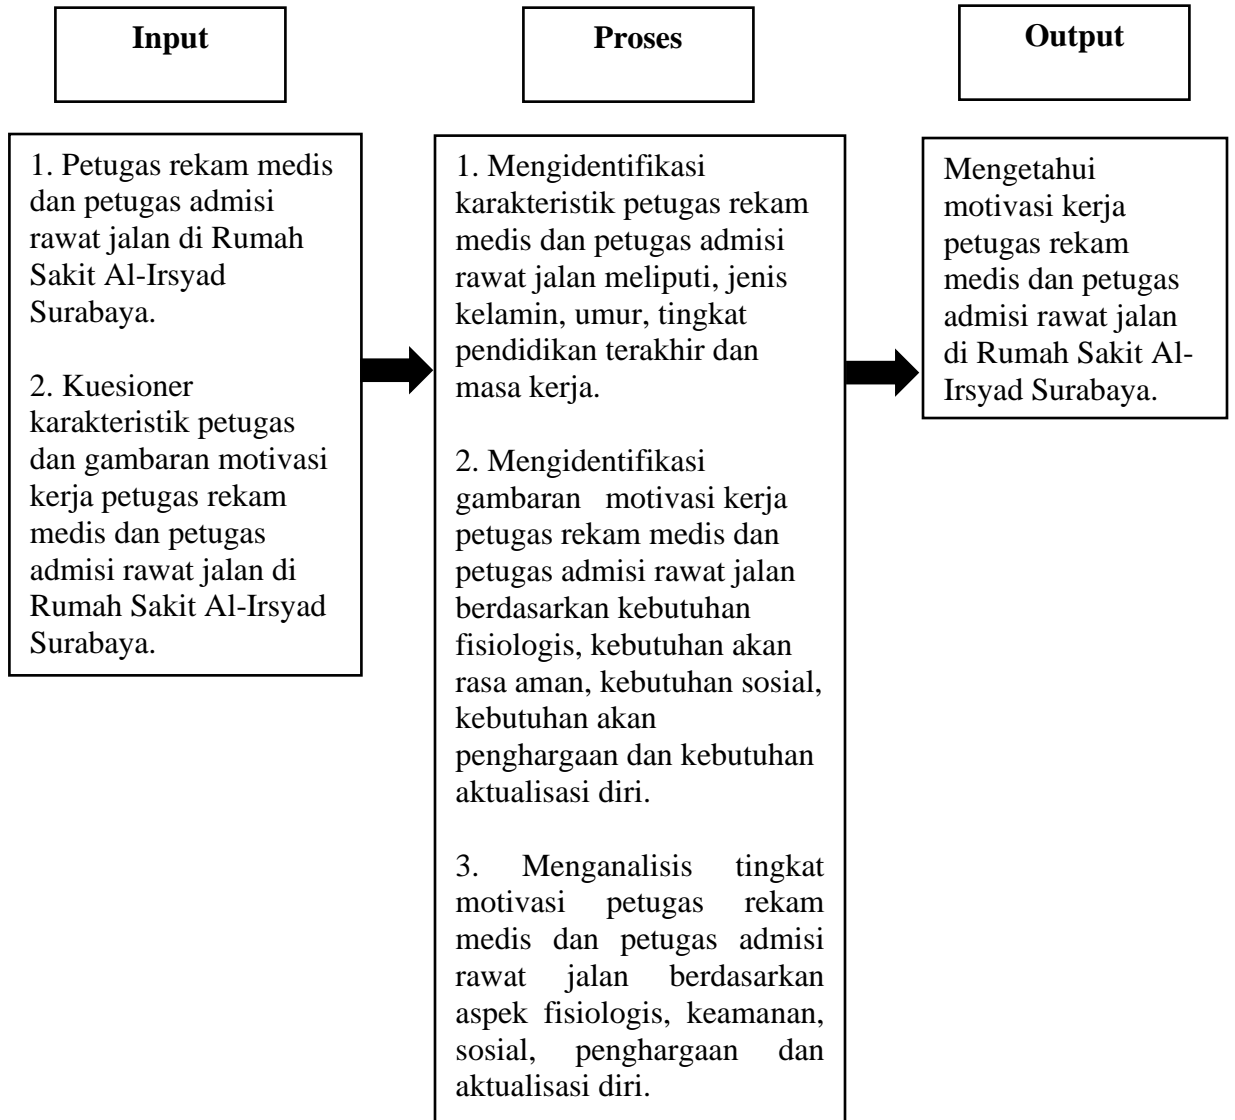 Input
Proses
Output
1. Petugas rekam medis
dan petugas admisi
rawat jalan di Rumah
Sakit Al-Irsyad
Surabaya.
2. Kuesioner
karakteristik petugas
dan gambaran motivasi
kerja petugas rekam
medis dan petugas
admisi rawat jalan di
Rumah Sakit Al-Irsyad
Surabaya.
1. Mengidentifikasi
karakteristik petugas rekam
medis dan petugas admisi
rawat jalan meliputi, jenis
kelamin, umur, tingkat
pendidikan terakhir dan
masa kerja.
2. Mengidentifikasi
gambaran motivasi kerja
petugas rekam medis dan
petugas admisi rawat jalan
berdasarkan kebutuhan
fisiologis, kebutuhan akan
rasa aman, kebutuhan sosial,
kebutuhan akan
penghargaan dan kebutuhan
aktualisasi diri.
3. Menganalisis tingkat
motivasi petugas rekam
medis dan petugas admisi
rawat jalan berdasarkan
aspek fisiologis, keamanan,
sosial, penghargaan dan
aktualisasi diri.
Mengetahui
motivasi kerja
petugas rekam
medis dan petugas
admisi rawat jalan
di Rumah Sakit Al-
Irsyad Surabaya.